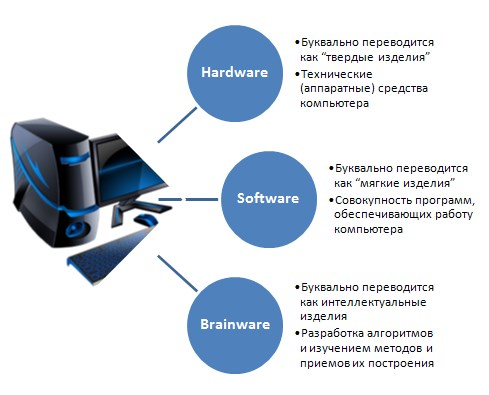 Hardware
•Буквально переводится
как “твердые изделия”
•Технические
(аппаратные) средства
компьютера
Software
•Буквально переводится
как “мягкие изделия”
•Совокупность программ,
обеспечивающих работу
компьютера
Brainware
•Буквально переводится
как интеллектуальные
изделия
•Разработка алгоритмов
и изучением методов и
приемов их построения